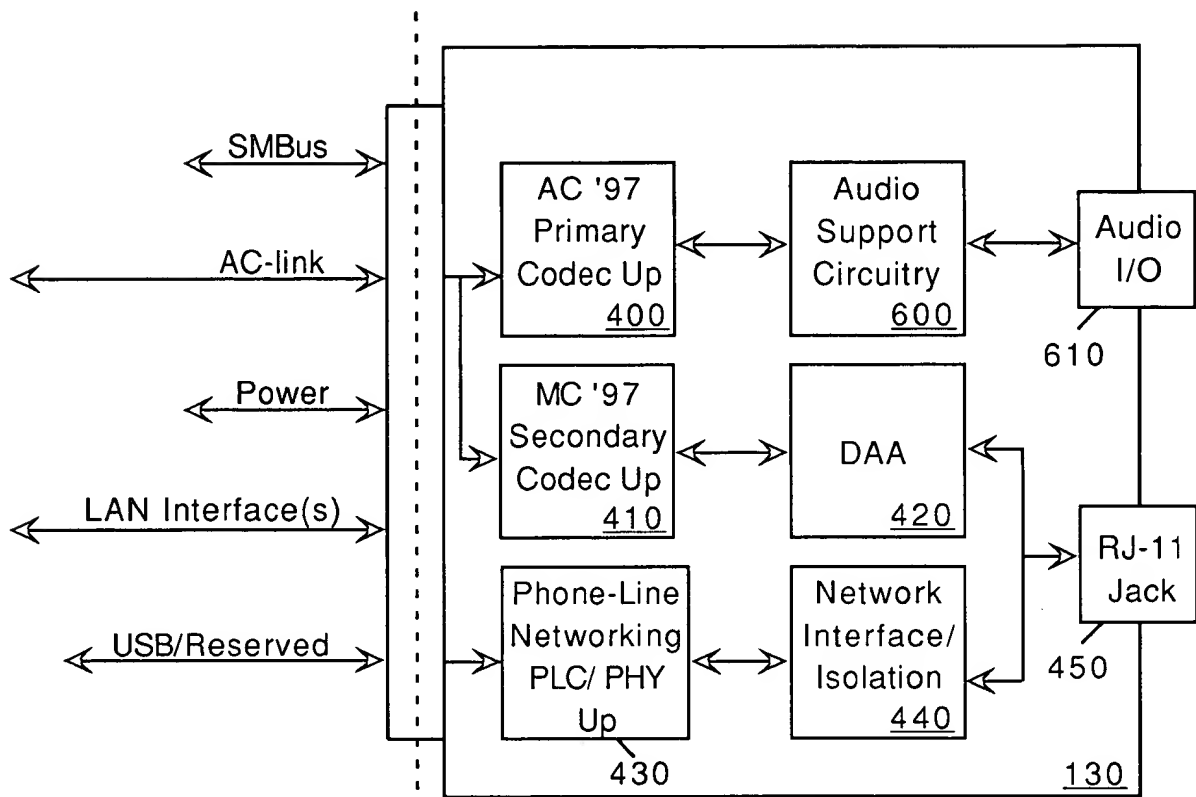 SMBus
AC-link
Power
LAN Interface(s)
USB/Reserved
AC '97
Primary
Codec Up
400
Audio
Support
Circuitry
600
Audio
I/O
610
MC '97
Secondary
Codec Up
410
DAA
420
RJ-11
Jack
450
Phone-Line
Networking
PLC/ PHY
Up
430
Network
Interface/
Isolation
440
130